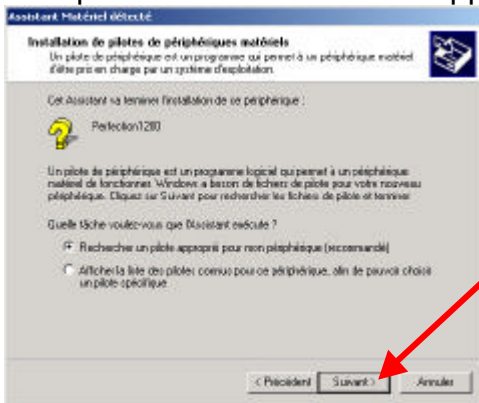 Assistant Matériel détecté
Installation de pilotes de périphériques matériels
Un pilote de périphérique est un programme qui permet à un périphérique matériel
d'être pris en charge par un système d'exploitation.
Cet Assistant va terminer l'installation de ce périphérique :
Perfection1200
Un pilote de périphérique est un programme logiciel qui permet à un périphérique
matériel de fonctionner. Windows a besoin de fichiers de pilote pour votre nouveau
périphérique. Cliquez sur Suivant pour rechercher les fichiers de pilote et terminer
Quelle tâche voulez-vous que l'Assistant exécute ?
Rechercher un pilote approprié pour mon périphérique (recommandé)
Afficher la liste des pilotes connus pour ce périphérique, afin de pouvoir choisir
un pilote spécifique
< Précédent Suivant > Annuler